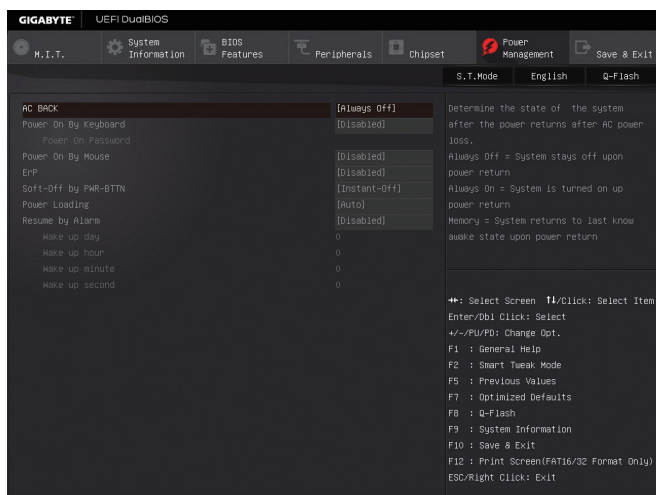 GIGABYTE™ UEFI DualBIOS
M.I.T. System Information BIOS Features Peripherals Chipset Power Management Save & Exit
S.T.Mode English Q-Flash
AC BACK [Always Off]
Power On By Keyboard [Disabled]
Power On Password
Power On By Mouse [Disabled]
ErP [Disabled]
Soft-Off by PWR-BTTN [Instant-Off]
Power Loading [Auto]
Resume by Alarm [Disabled]
Wake up day 0
Wake up hour 0
Wake up minute 0
Wake up second 0
Determine the state of the system
after the power returns after AC power
loss.
Always Off = System stays off upon
power return
Always On = System is turned on up
power return
Memory = System returns to last know
awake state upon power return
→←: Select Screen ↑↓/Click: Select Item
Enter/Dbl Click: Select
+/-/PU/PD: Change Opt.
F1 : General Help
F2 : Smart Tweak Mode
F5 : Previous Values
F7 : Optimized Defaults
F8 : Q-Flash
F9 : System Information
F10 : Save & Exit
F12 : Print Screen(FAT16/32 Format Only)
ESC/Right Click: Exit